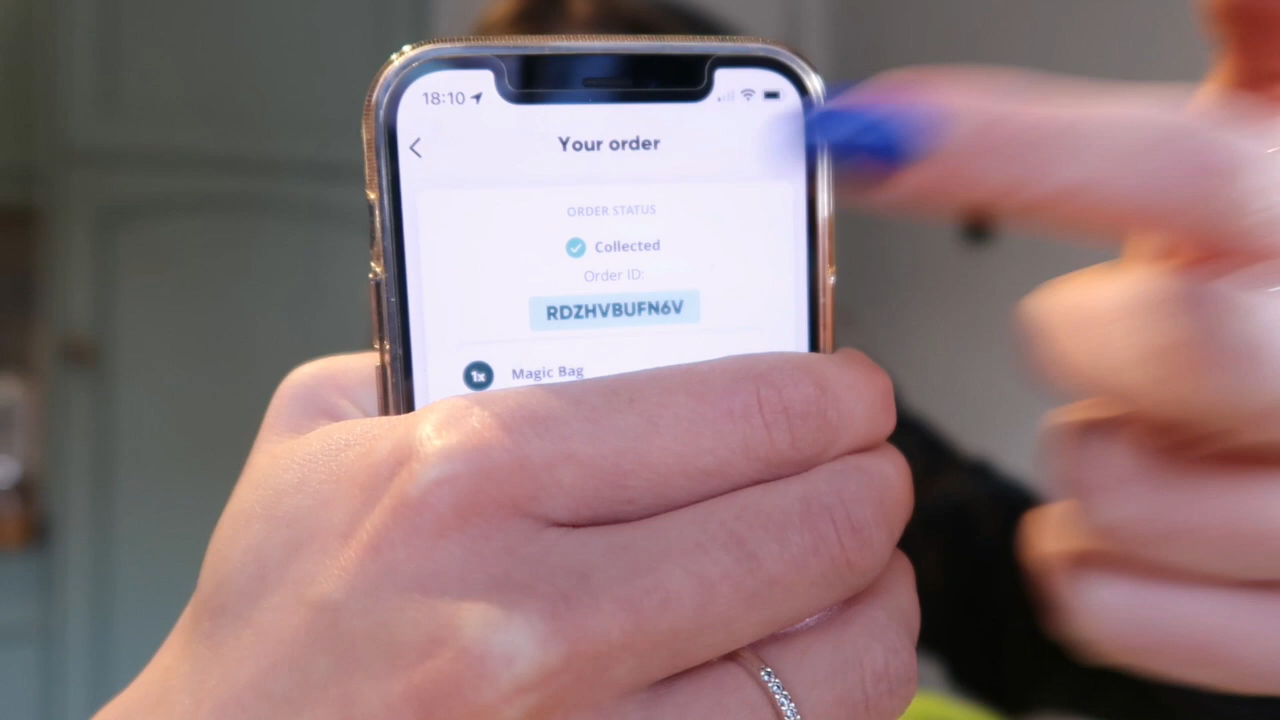 18:10
Your order
ORDER STATUS
Collected
Order ID:
RDZHVBUFN6V
1x Magic Bag